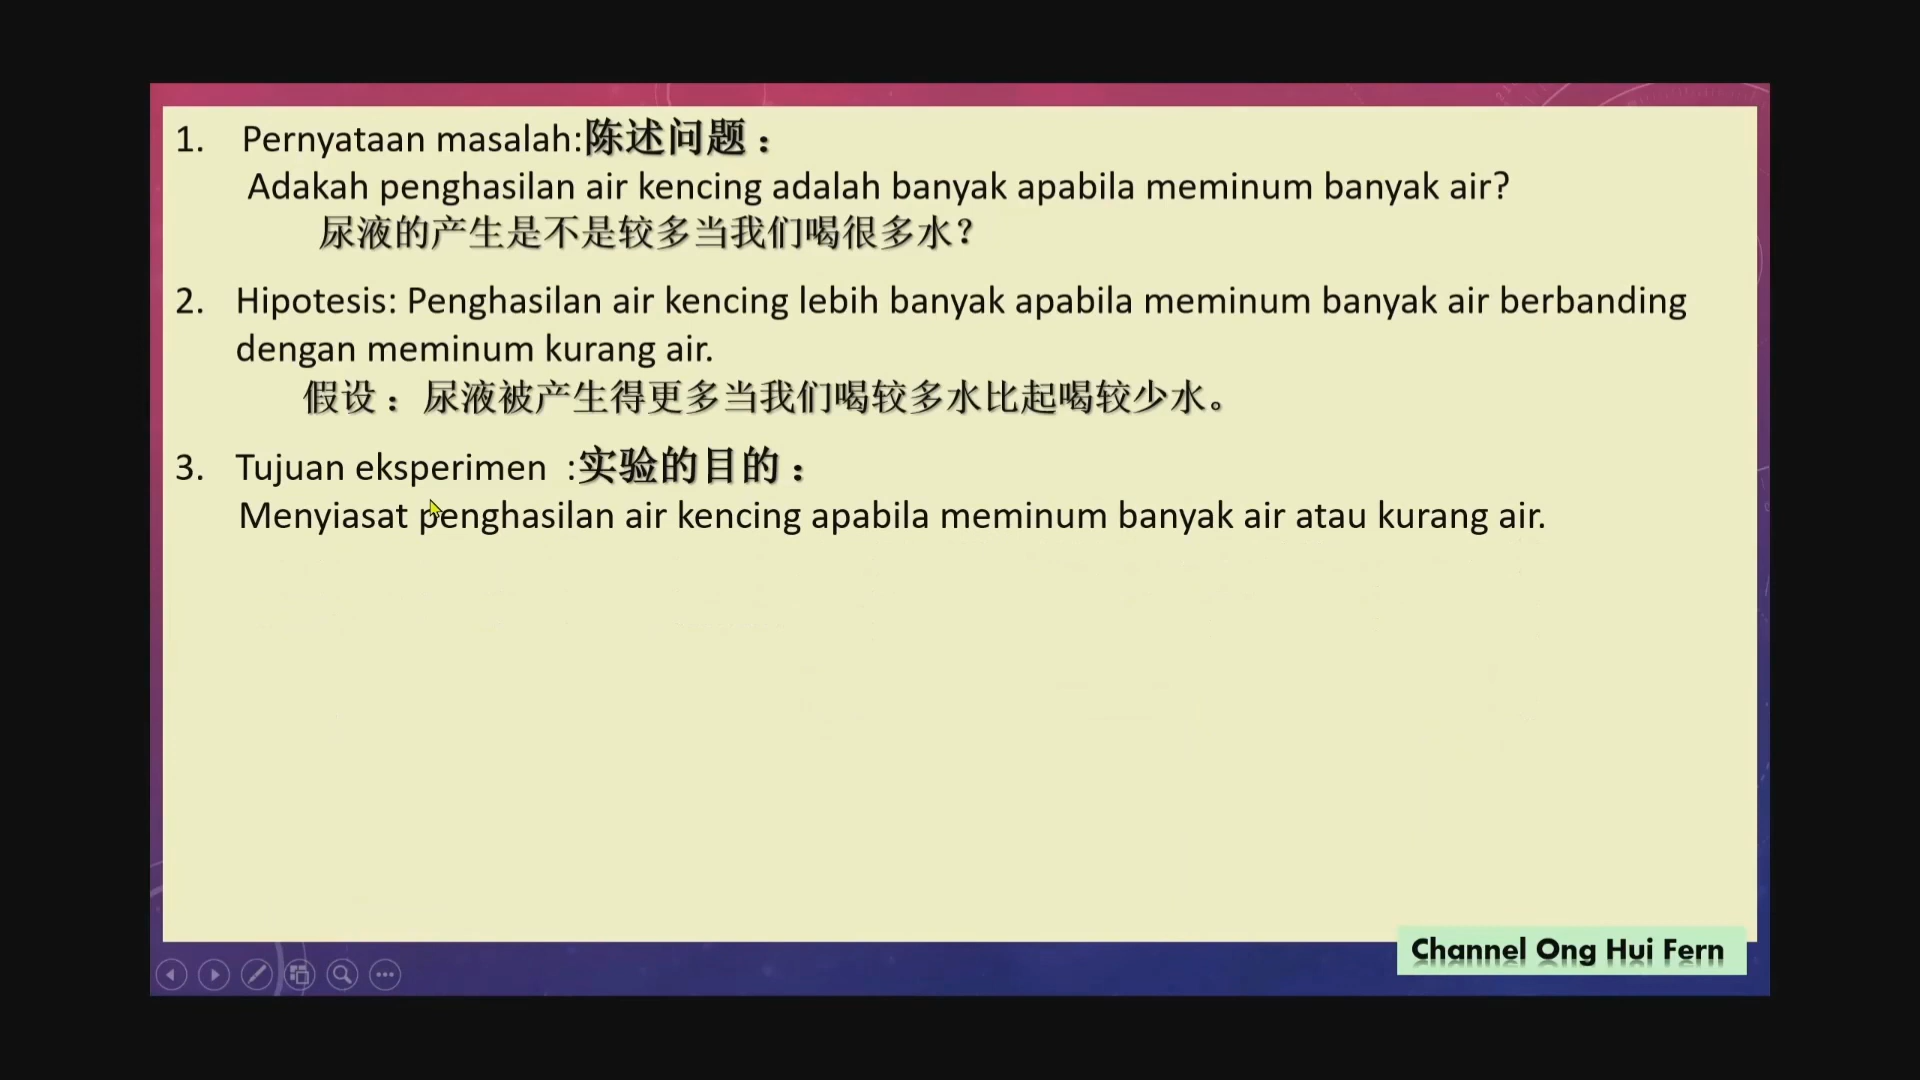 1. Pernyataan masalah:陈述问题：
Adakah penghasilan air kencing adalah banyak apabila meminum banyak air?
尿液的产生是不是较多当我们喝很多水？
2. Hipotesis: Penghasilan air kencing lebih banyak apabila meminum banyak air berbanding
dengan meminum kurang air.
假设：尿液被产生得更多当我们喝较多水比起喝较少水。
3. Tujuan eksperimen :实验的目的：
Menyiasat penghasilan air kencing apabila meminum banyak air atau kurang air.
Channel Ong Hui Fern